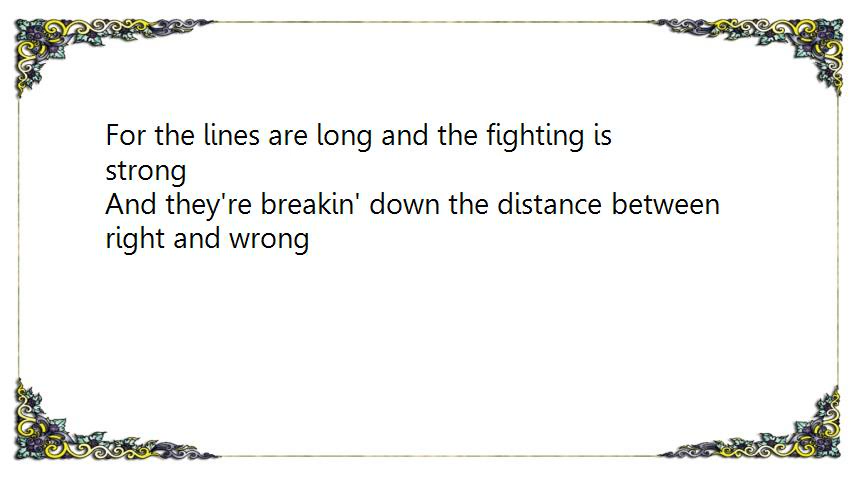 For the lines are long and the fighting is
strong
And they're breakin' down the distance between
right and wrong